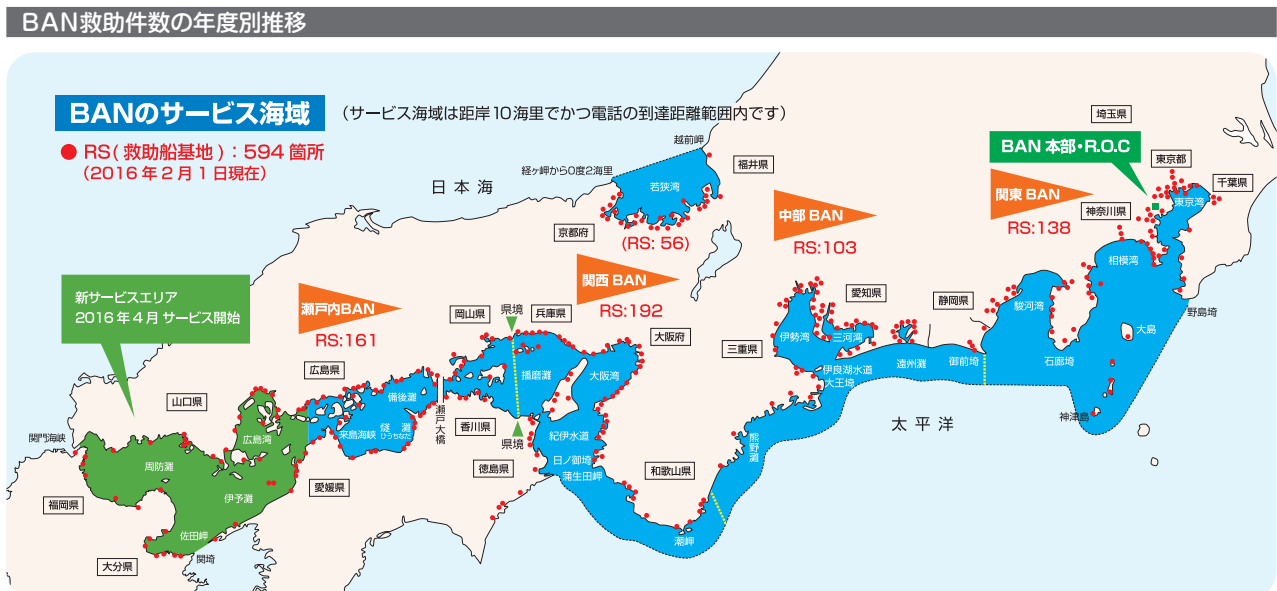 BAN救助件数の年度別推移
BANのサービス海域
(サービス海域は距岸10海里でかつ電話の到達距離範囲内です)
RS(救助船基地):594箇所
(2016年2月1日現在)
日本海
経ヶ岬から0度2海里
越前岬
福井県
若狭湾
京都府
(RS: 56)
埼玉県
BAN本部・R.O.C
東京都
千葉県
関東BAN
RS:138
神奈川県
東京湾
中部BAN
RS:103
相模湾
新サービスエリア
2016年4月 サービス開始
瀬戸内BAN
RS:161
関西BAN
RS:192
岡山県
県境
兵庫県
大阪府
愛知県
静岡県
駿河湾
野島埼
大島
三重県
伊勢湾
三河湾
伊良湖水道
大王埼
遠州灘
御前埼
石廊埼
神津島
太平洋
広島県
播磨灘
大阪湾
備後灘
燧灘
ひうちなだ
来島海峡
瀬戸大橋
香川県
県境
紀伊水道
日ノ御埼
蒲生田岬
徳島県
和歌山県
熊野灘
潮岬
山口県
広島湾
関門海峡
周防灘
伊予灘
愛媛県
福岡県
佐田岬
関埼
大分県